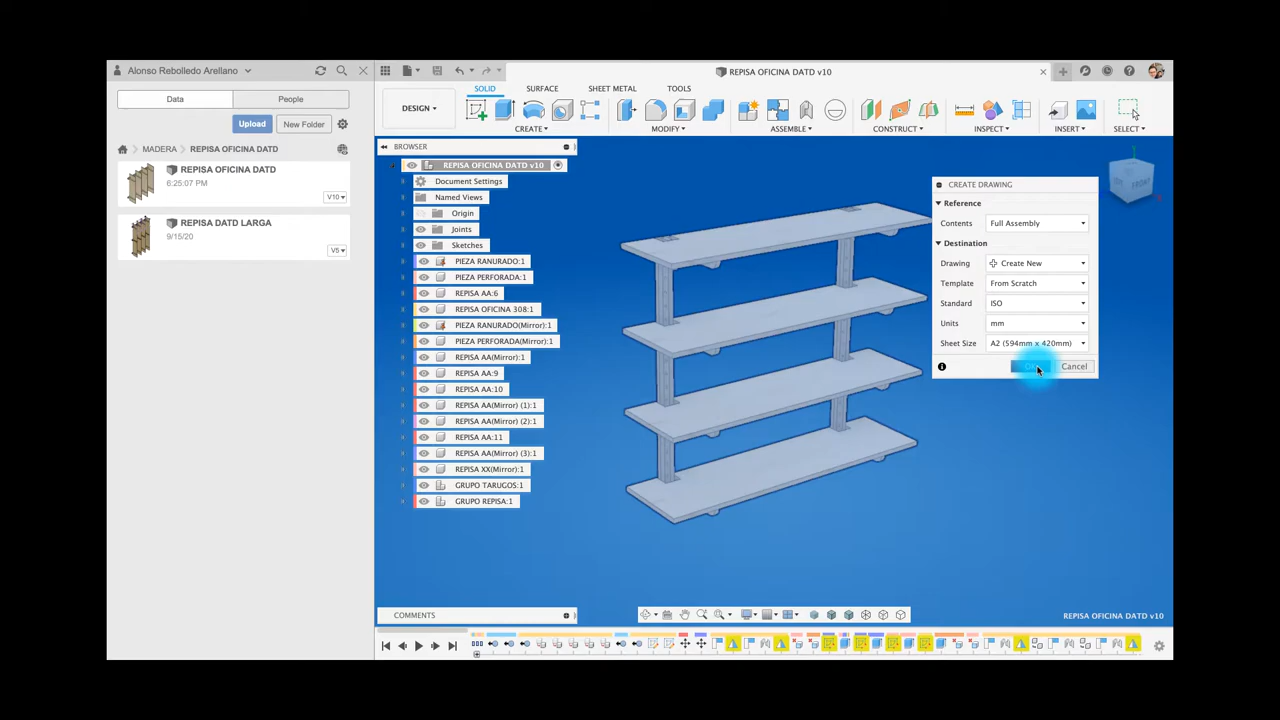 Alonso Rebolledo Arellano
REPISA OFICINA DATD v10
Data
People
Upload
New Folder
MADERA
REPISA OFICINA DATD
REPISA OFICINA DATD
6:25:07 PM
V10
REPISA DATD LARGA
9/15/20
V5
DESIGN
SOLID
SURFACE
SHEET METAL
TOOLS
CREATE
MODIFY
ASSEMBLE
CONSTRUCT
INSPECT
INSERT
SELECT
BROWSER
REPISA OFICINA DATD v10
Document Settings
Named Views
Origin
Joints
Sketches
PIEZA RANURADO:1
PIEZA PERFORADA:1
REPISA AA:6
REPISA OFICINA 308:1
PIEZA RANURADO(Mirror):1
PIEZA PERFORADA(Mirror):1
REPISA AA(Mirror):1
REPISA AA:9
REPISA AA:10
REPISA AA(Mirror) (1):1
REPISA AA(Mirror) (2):1
REPISA AA:11
REPISA AA(Mirror) (3):1
REPISA XX(Mirror):1
GRUPO TARUGOS:1
GRUPO REPISA:1
FRONT
CREATE DRAWING
Reference
Contents Full Assembly
Destination
Drawing Create New
Template From Scratch
Standard ISO
Units mm
Sheet Size A2 (594mm x 420mm)
OK Cancel
COMMENTS
REPISA OFICINA DATD v10